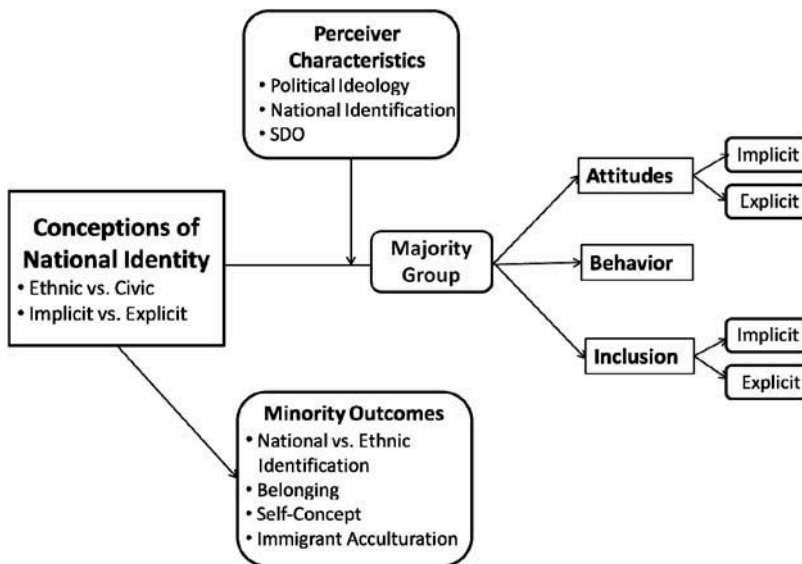 Perceiver
Characteristics
• Political Ideology
• National Identification
• SDO
Conceptions of
National Identity
• Ethnic vs. Civic
• Implicit vs. Explicit
Majority
Group
Attitudes
Implicit
Explicit
Behavior
Inclusion
Implicit
Explicit
Minority Outcomes
• National vs. Ethnic
Identification
• Belonging
• Self-Concept
• Immigrant Acculturation